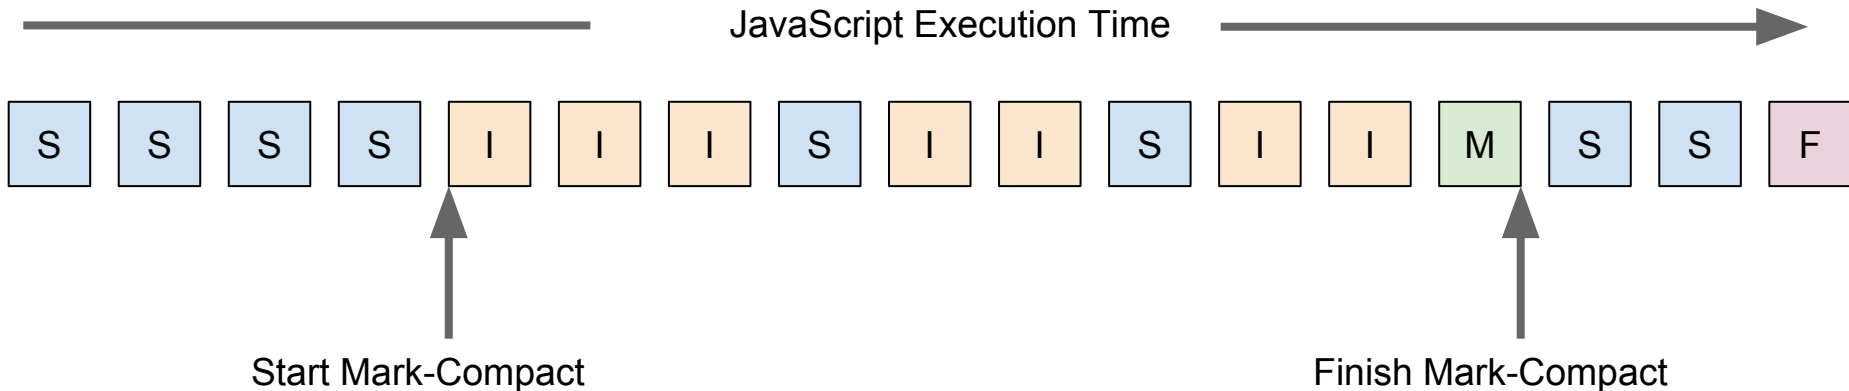 JavaScript Execution Time
S S S S I I I S I I S I I M S S F
Start Mark-Compact
Finish Mark-Compact